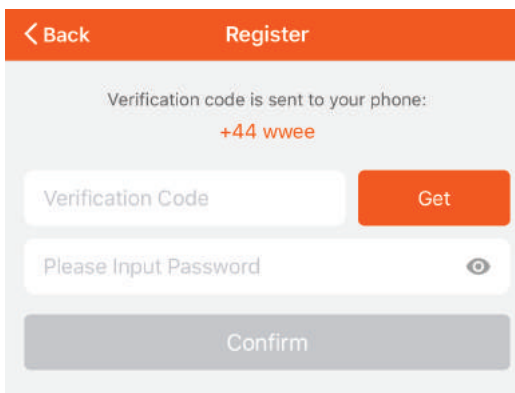 Back
Register
Verification code is sent to your phone:
+44 wwee
Verification Code
Get
Please Input Password
Confirm